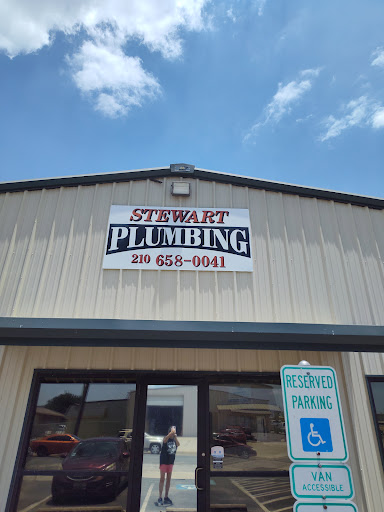 STEWART
PLUMBING
210 658-0041
RESERVED
PARKING
VAN
ACCESSIBLE